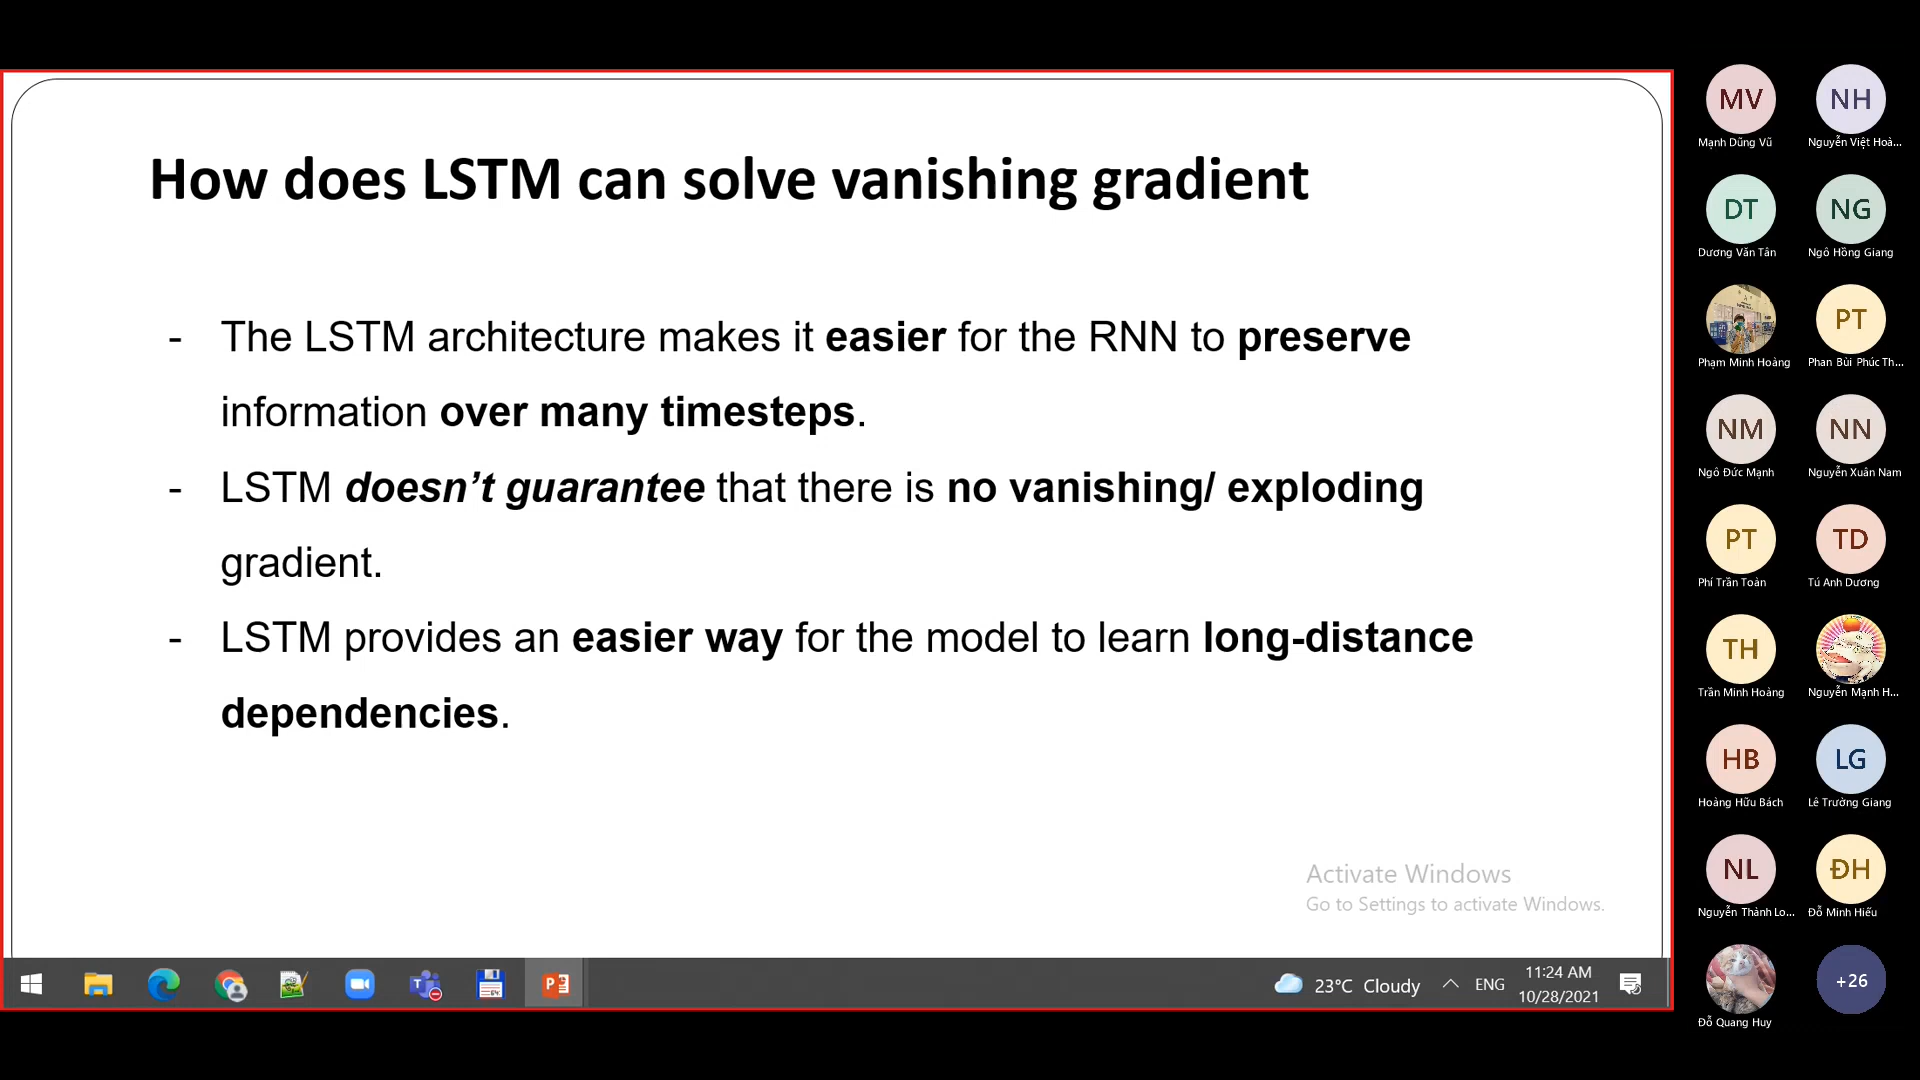 How does LSTM can solve vanishing gradient
- The LSTM architecture makes it easier for the RNN to preserve
information over many timesteps.
- LSTM doesn’t guarantee that there is no vanishing/ exploding
gradient.
- LSTM provides an easier way for the model to learn long-distance
dependencies.
Activate Windows
Go to Settings to activate Windows.
23°C Cloudy
ENG
11:24 AM
10/28/2021
MV
Mạnh Dũng Vũ
NH
Nguyễn Việt Hoà...
DT
Dương Văn Tân
NG
Ngô Hồng Giang
Phạm Minh Hoàng
PT
Phan Bùi Phúc Th...
NM
Ngô Đức Mạnh
NN
Nguyễn Xuân Nam
PT
Phí Trần Toàn
TD
Tú Anh Dương
TH
Trần Minh Hoàng
Nguyễn Mạnh H...
HB
Hoàng Hữu Bách
LG
Lê Trường Giang
NL
Nguyễn Thành Lo...
ĐH
Đỗ Minh Hiếu
Đỗ Quang Huy
+26